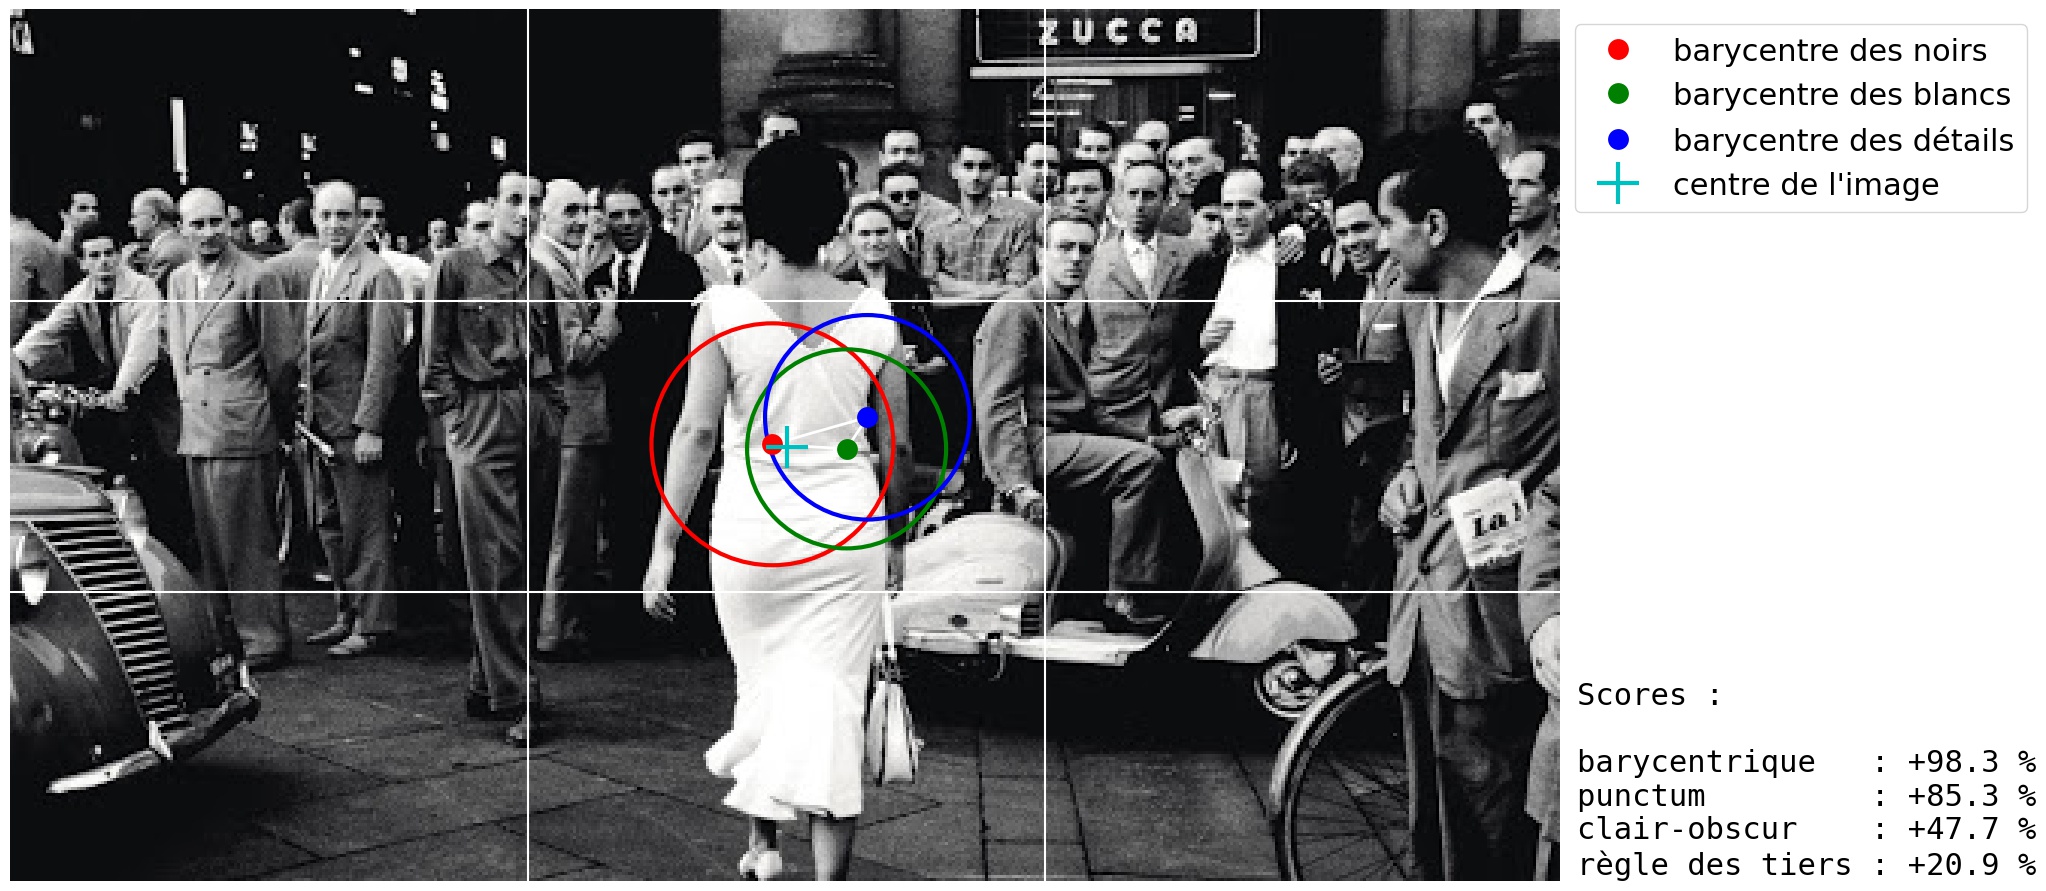 ZUCCA
barycentre des noirs
barycentre des blancs
barycentre des détails
centre de l'image
La
Scores :
barycentrique : +98.3 %
punctum : +85.3 %
clair-obscur : +47.7 %
règle des tiers : +20.9 %